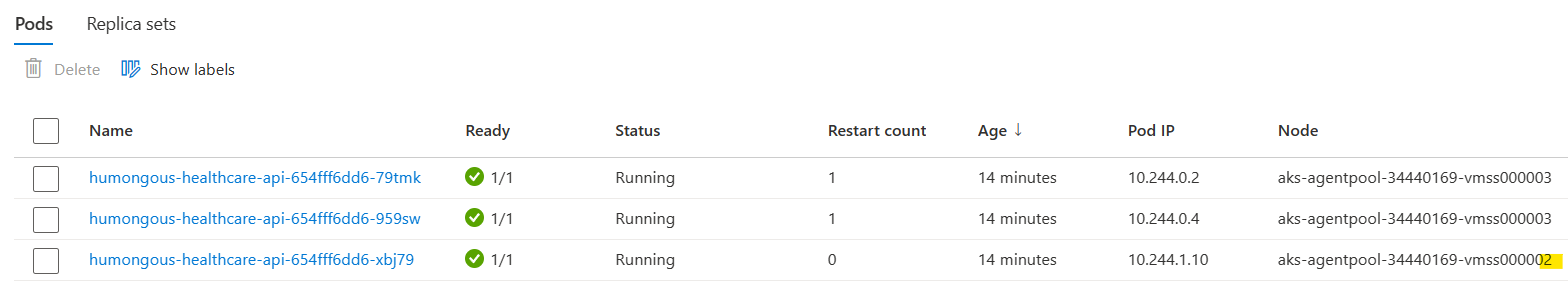 Pods Replica sets
Delete Show labels
Name Ready Status Restart count Age ↓ Pod IP Node
humongous-healthcare-api-654fff6dd6-79tmk 1/1 Running 1 14 minutes 10.244.0.2 aks-agentpool-34440169-vmss000003
humongous-healthcare-api-654fff6dd6-959sw 1/1 Running 1 14 minutes 10.244.0.4 aks-agentpool-34440169-vmss000003
humongous-healthcare-api-654fff6dd6-xbj79 1/1 Running 0 14 minutes 10.244.1.10 aks-agentpool-34440169-vmss000002